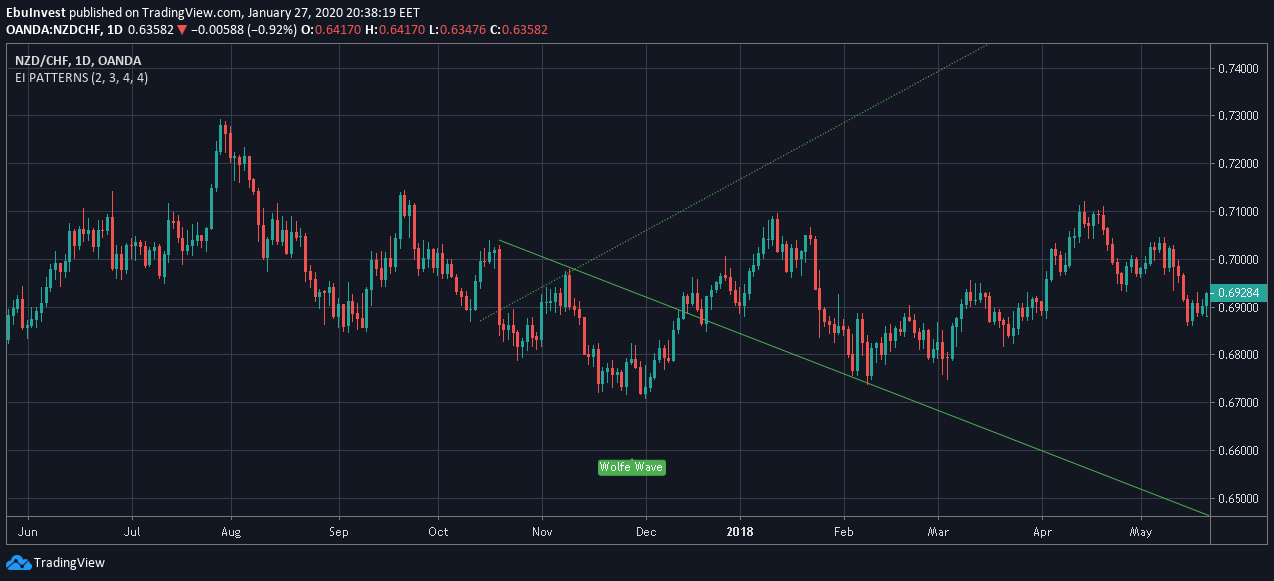 EbuInvest published on TradingView.com, January 27, 2020 20:38:19 EET
OANDA:NZDCHF, 1D 0.63582 ▼ −0.00588 (−0.92%) O:0.64170 H:0.64170 L:0.63476 C:0.63582
NZD/CHF, 1D, OANDA
EI PATTERNS (2, 3, 4, 4)
0.74000
0.73000
0.72000
0.71000
0.70000
0.69284
0.69000
0.68000
0.67000
0.66000
0.65000
Wolfe Wave
Jun Jul Aug Sep Oct Nov Dec 2018 Feb Mar Apr May
TradingView